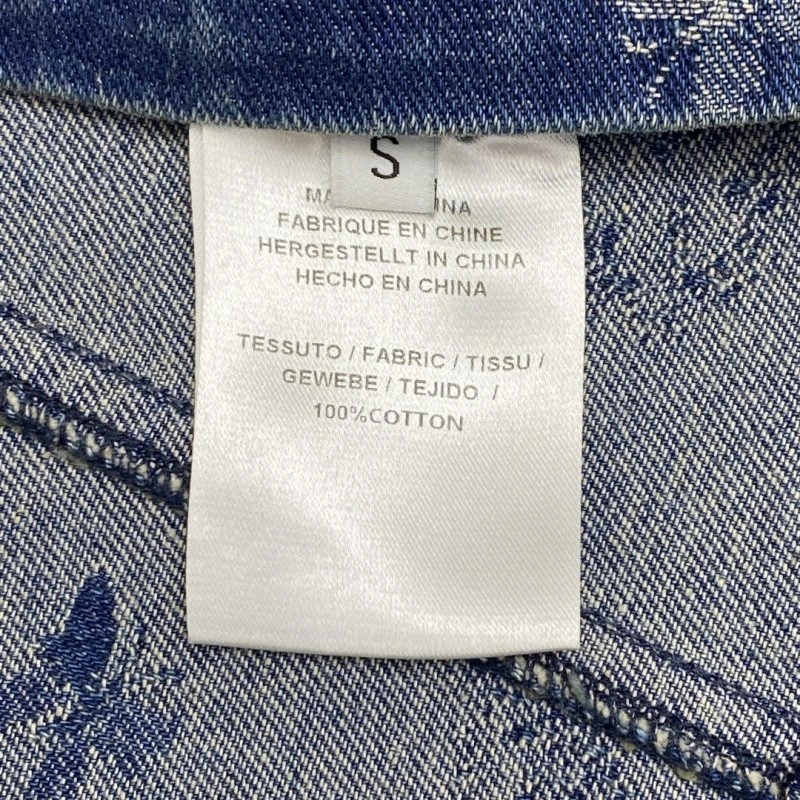 S
FABRIQUE EN CHINE
HERGESTELLT IN CHINA
HECHO EN CHINA
TESSUTO / FABRIC / TISSU /
GEWEBE / TEJIDO /
100%COTTON